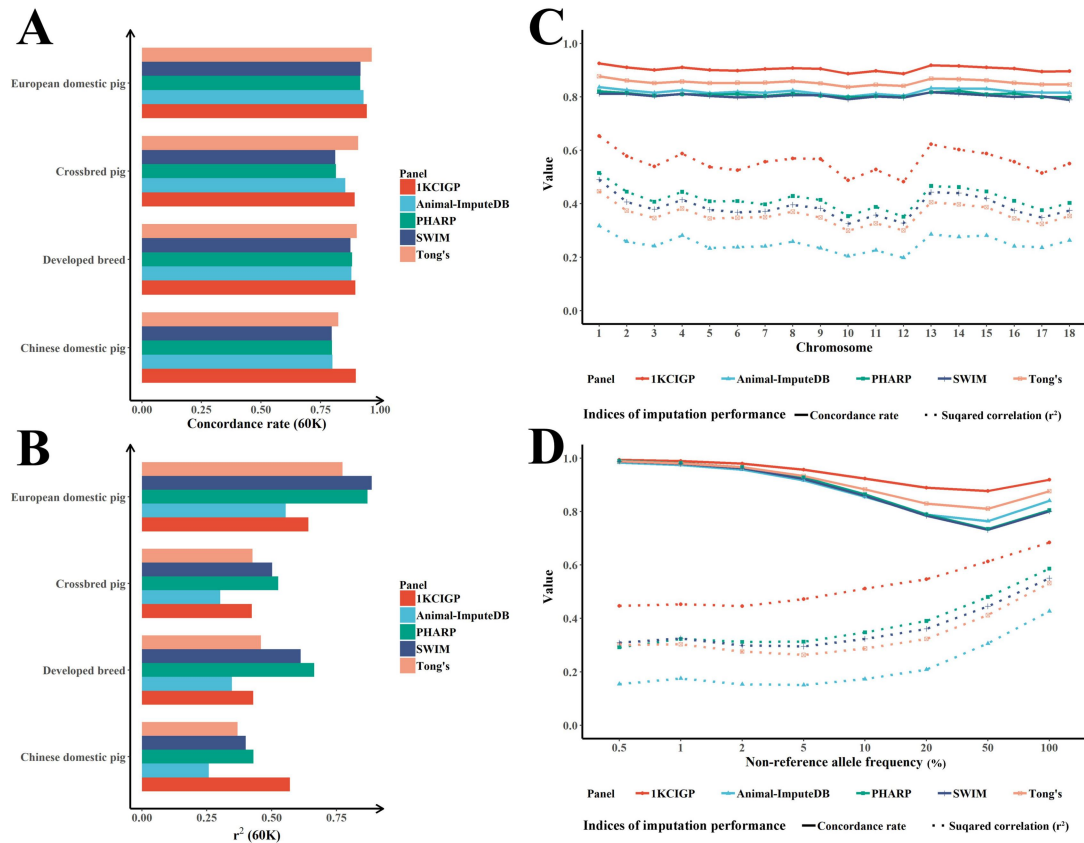 A
European domestic pig
Crossbred pig
Developed breed
Chinese domestic pig
0.00 0.25 0.50 0.75 1.00
Concordance rate (60K)
Panel
1KCIGP
Animal-ImputeDB
PHARP
SWIM
Tong's
B
European domestic pig
Crossbred pig
Developed breed
Chinese domestic pig
0.00 0.25 0.50 0.75
r² (60K)
Panel
1KCIGP
Animal-ImputeDB
PHARP
SWIM
Tong's
C
Value
1.0
0.8
0.6
0.4
0.2
0.0
1 2 3 4 5 6 7 8 9 10 11 12 13 14 15 16 17 18
Chromosome
Panel 1KCIGP Animal-ImputeDB PHARP SWIM Tong's
Indices of imputation performance Concordance rate Suqared correlation (r²)
D
Value
1.0
0.8
0.6
0.4
0.2
0.0
0.5 1 2 5 10 20 50 100
Non-reference allele frequency (%)
Panel 1KCIGP Animal-ImputeDB PHARP SWIM Tong's
Indices of imputation performance Concordance rate Suqared correlation (r²)